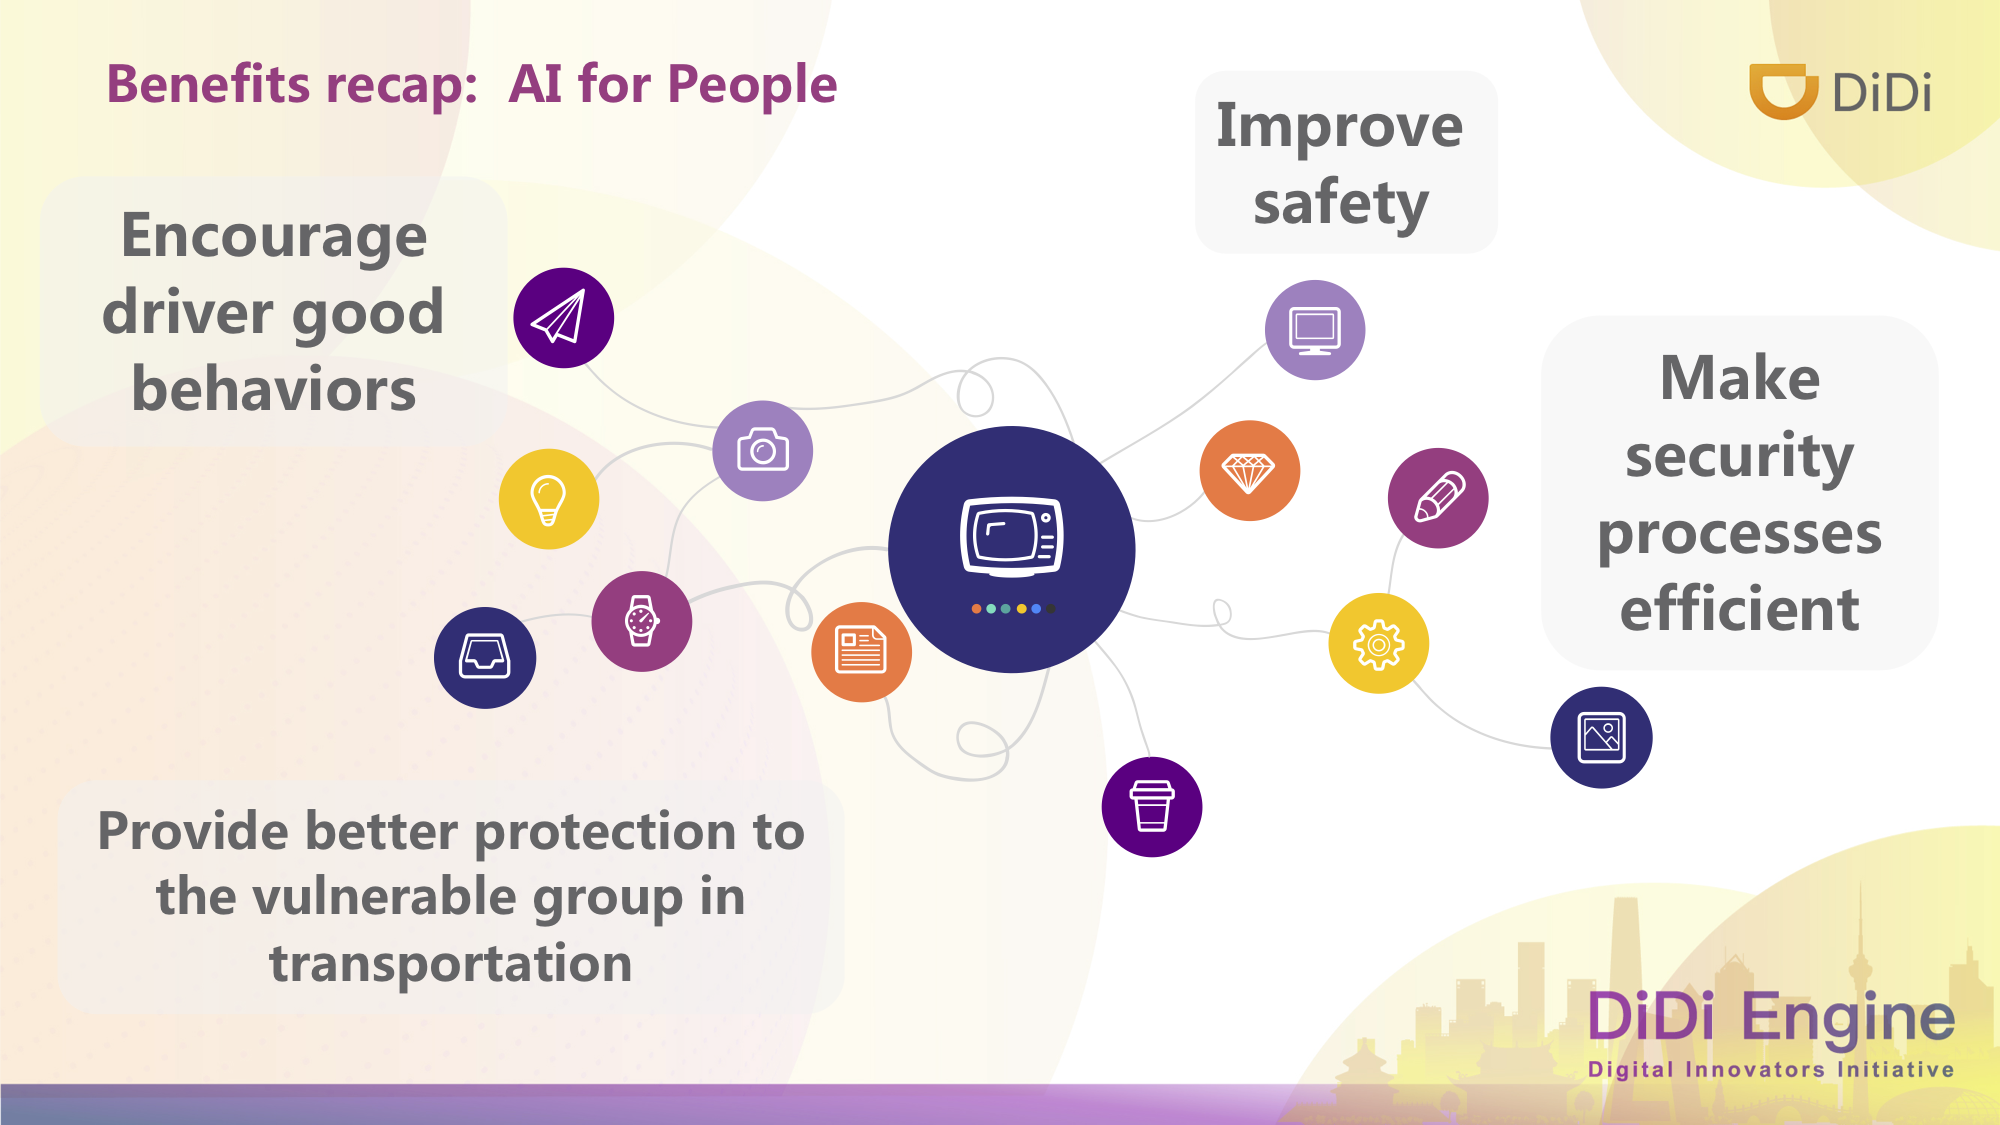 Benefits recap:  AI for People
Improve
safety
DiDi
Encourage
driver good
behaviors
Make
security
processes
efficient
Provide better protection to
the vulnerable group in
transportation
DiDi Engine
Digital Innovators Initiative